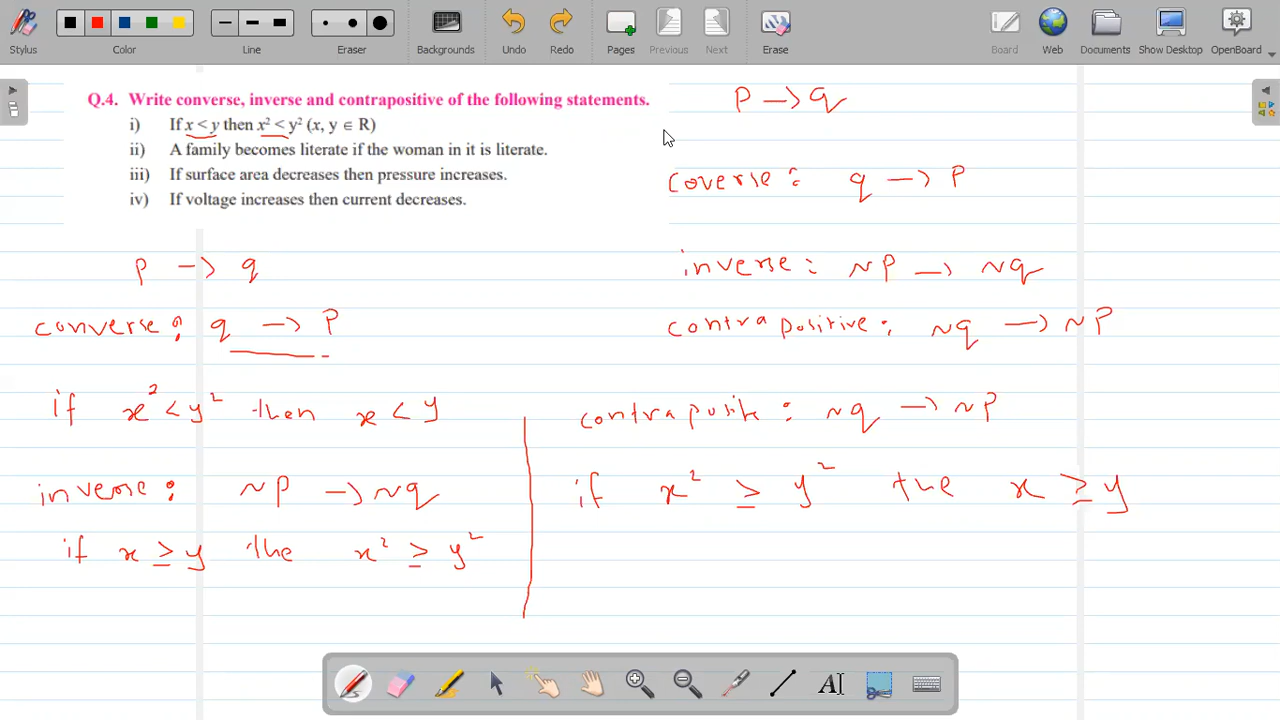 Stylus Color Line Eraser Backgrounds Undo Redo Pages Previous Next Erase Board Web Documents Show Desktop OpenBoard
Q.4. Write converse, inverse and contrapositive of the following statements.
i) If x < y then x² < y² (x, y ∈ R)
ii) A family becomes literate if the woman in it is literate.
iii) If surface area decreases then pressure increases.
iv) If voltage increases then current decreases.
p → q
coverse : q → p
inverse : ~p → ~q
contrapositive : ~q → ~p
p → q
converse : q → p
if x² < y² then x < y
inverse : ~p → ~q
if x ≥ y the x² ≥ y²
contraposite : ~q → ~p
if x² ≥ y² the x ≥ y